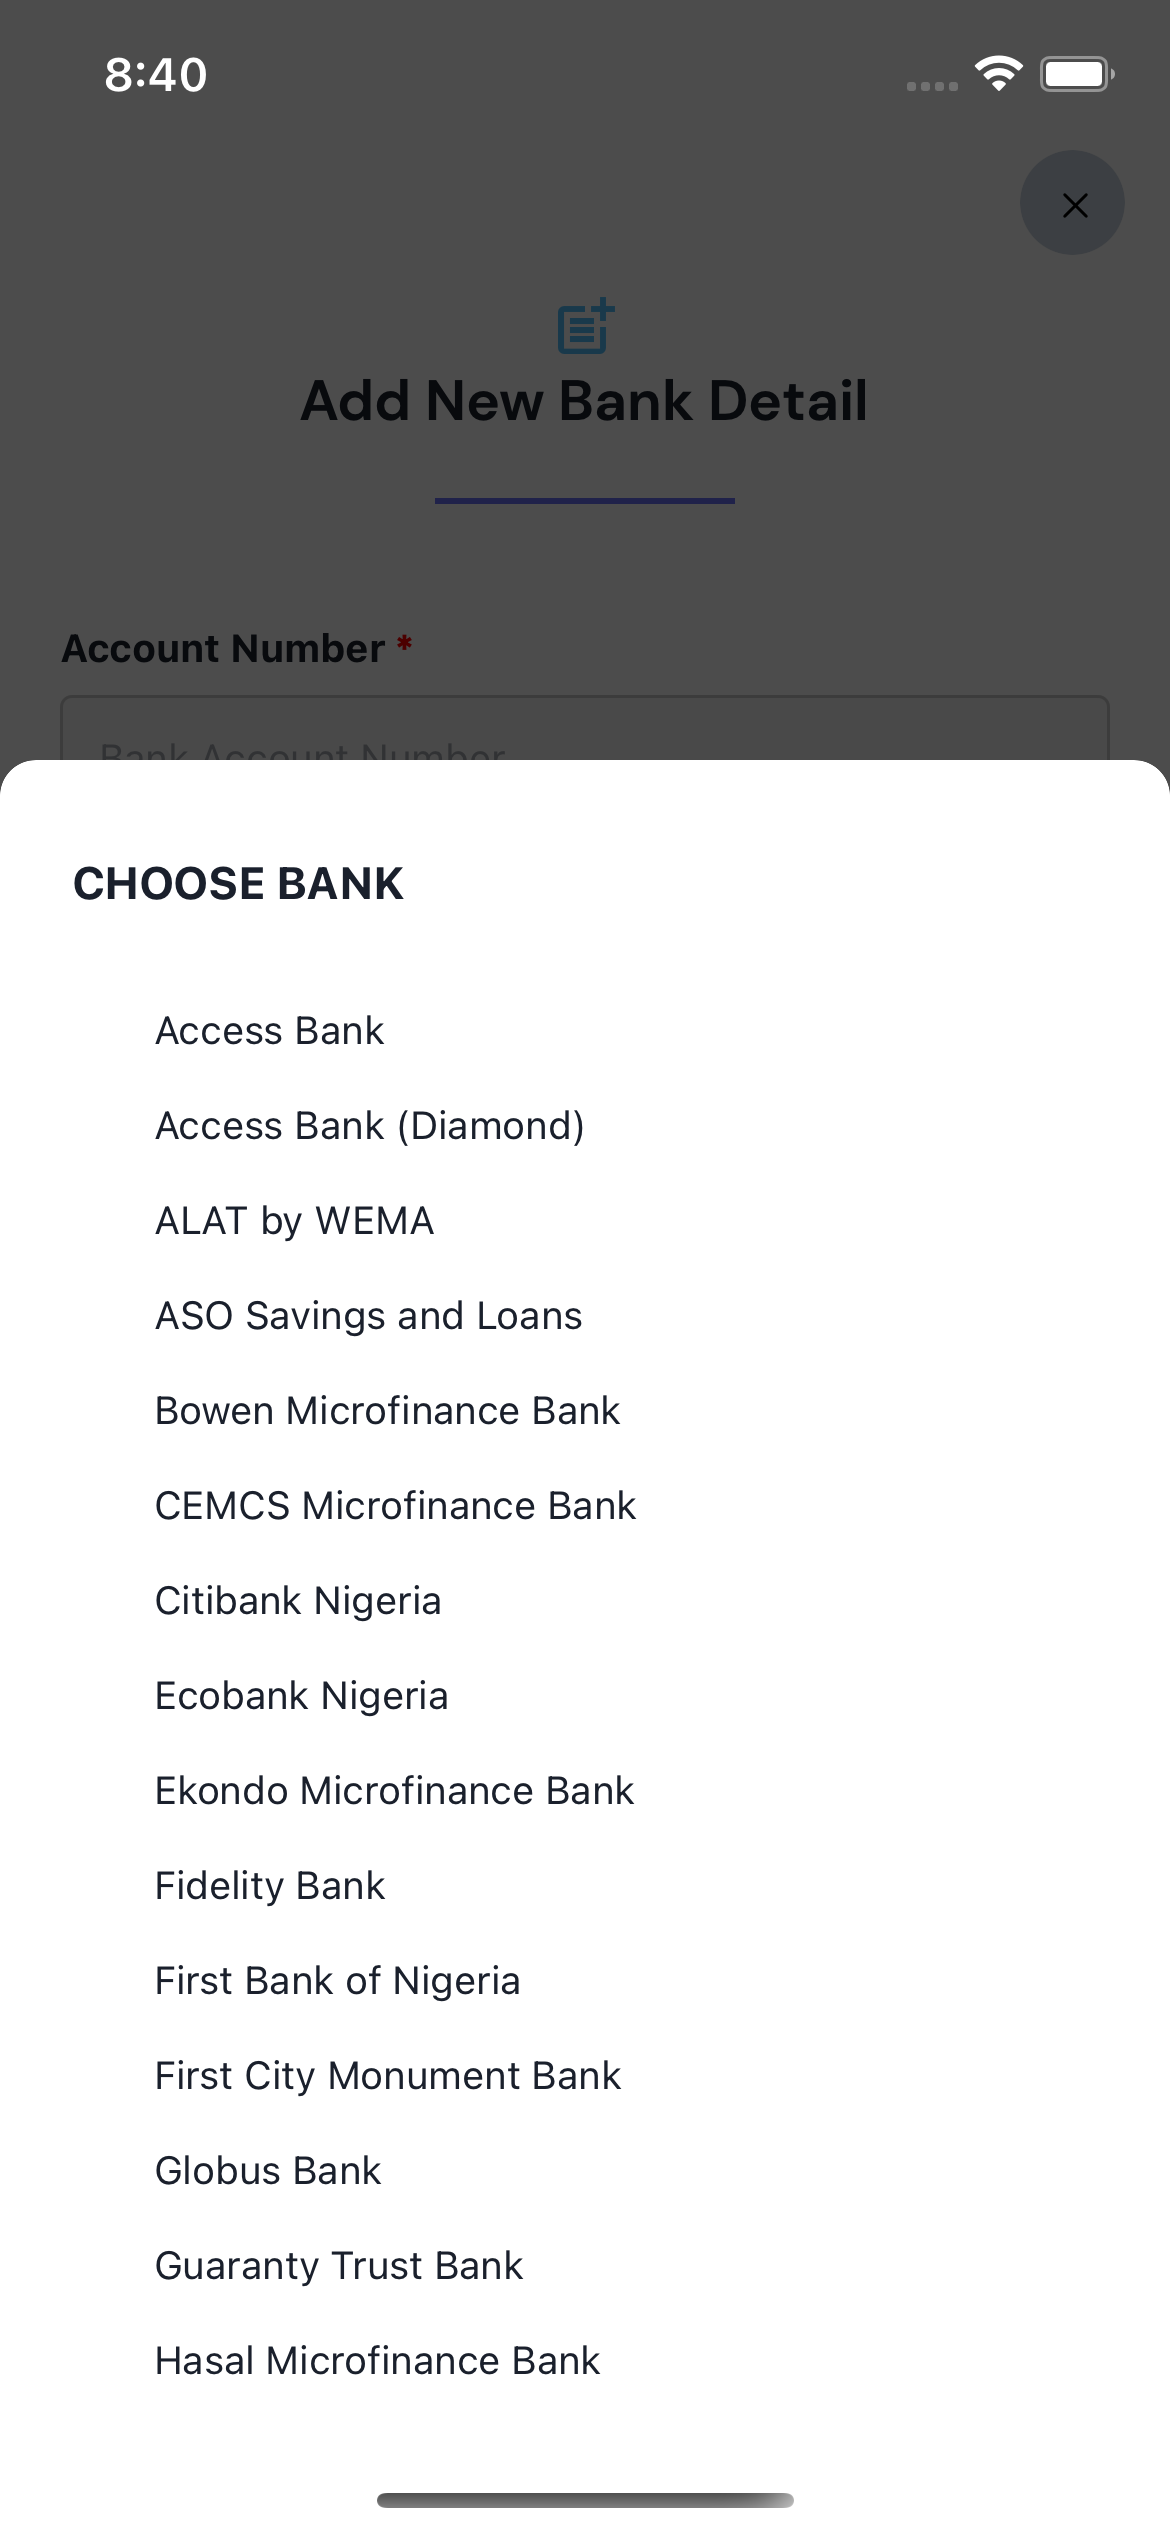 8:40
Add New Bank Detail
Account Number *
Bank Account Number
CHOOSE BANK
Access Bank
Access Bank (Diamond)
ALAT by WEMA
ASO Savings and Loans
Bowen Microfinance Bank
CEMCS Microfinance Bank
Citibank Nigeria
Ecobank Nigeria
Ekondo Microfinance Bank
Fidelity Bank
First Bank of Nigeria
First City Monument Bank
Globus Bank
Guaranty Trust Bank
Hasal Microfinance Bank